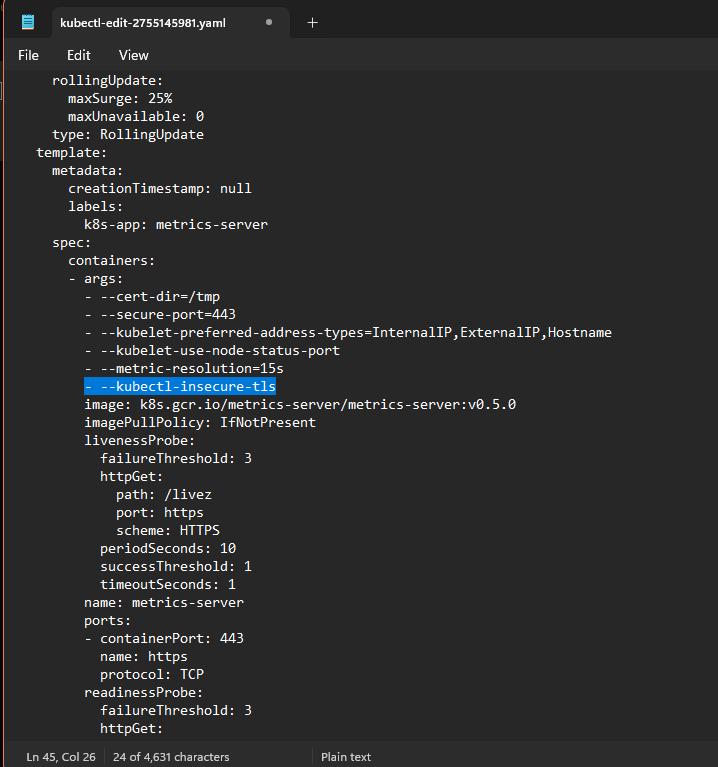 kubectl-edit-2755145981.yaml
File Edit View
rollingUpdate:
maxSurge: 25%
maxUnavailable: 0
type: RollingUpdate
template:
metadata:
creationTimestamp: null
labels:
k8s-app: metrics-server
spec:
containers:
- args:
- --cert-dir=/tmp
- --secure-port=443
- --kubelet-preferred-address-types=InternalIP,ExternalIP,Hostname
- --kubelet-use-node-status-port
- --metric-resolution=15s
- --kubectl-insecure-tls
image: k8s.gcr.io/metrics-server/metrics-server:v0.5.0
imagePullPolicy: IfNotPresent
livenessProbe:
failureThreshold: 3
httpGet:
path: /livez
port: https
scheme: HTTPS
periodSeconds: 10
successThreshold: 1
timeoutSeconds: 1
name: metrics-server
ports:
- containerPort: 443
name: https
protocol: TCP
readinessProbe:
failureThreshold: 3
httpGet:
Ln 45, Col 26 24 of 4,631 characters Plain text